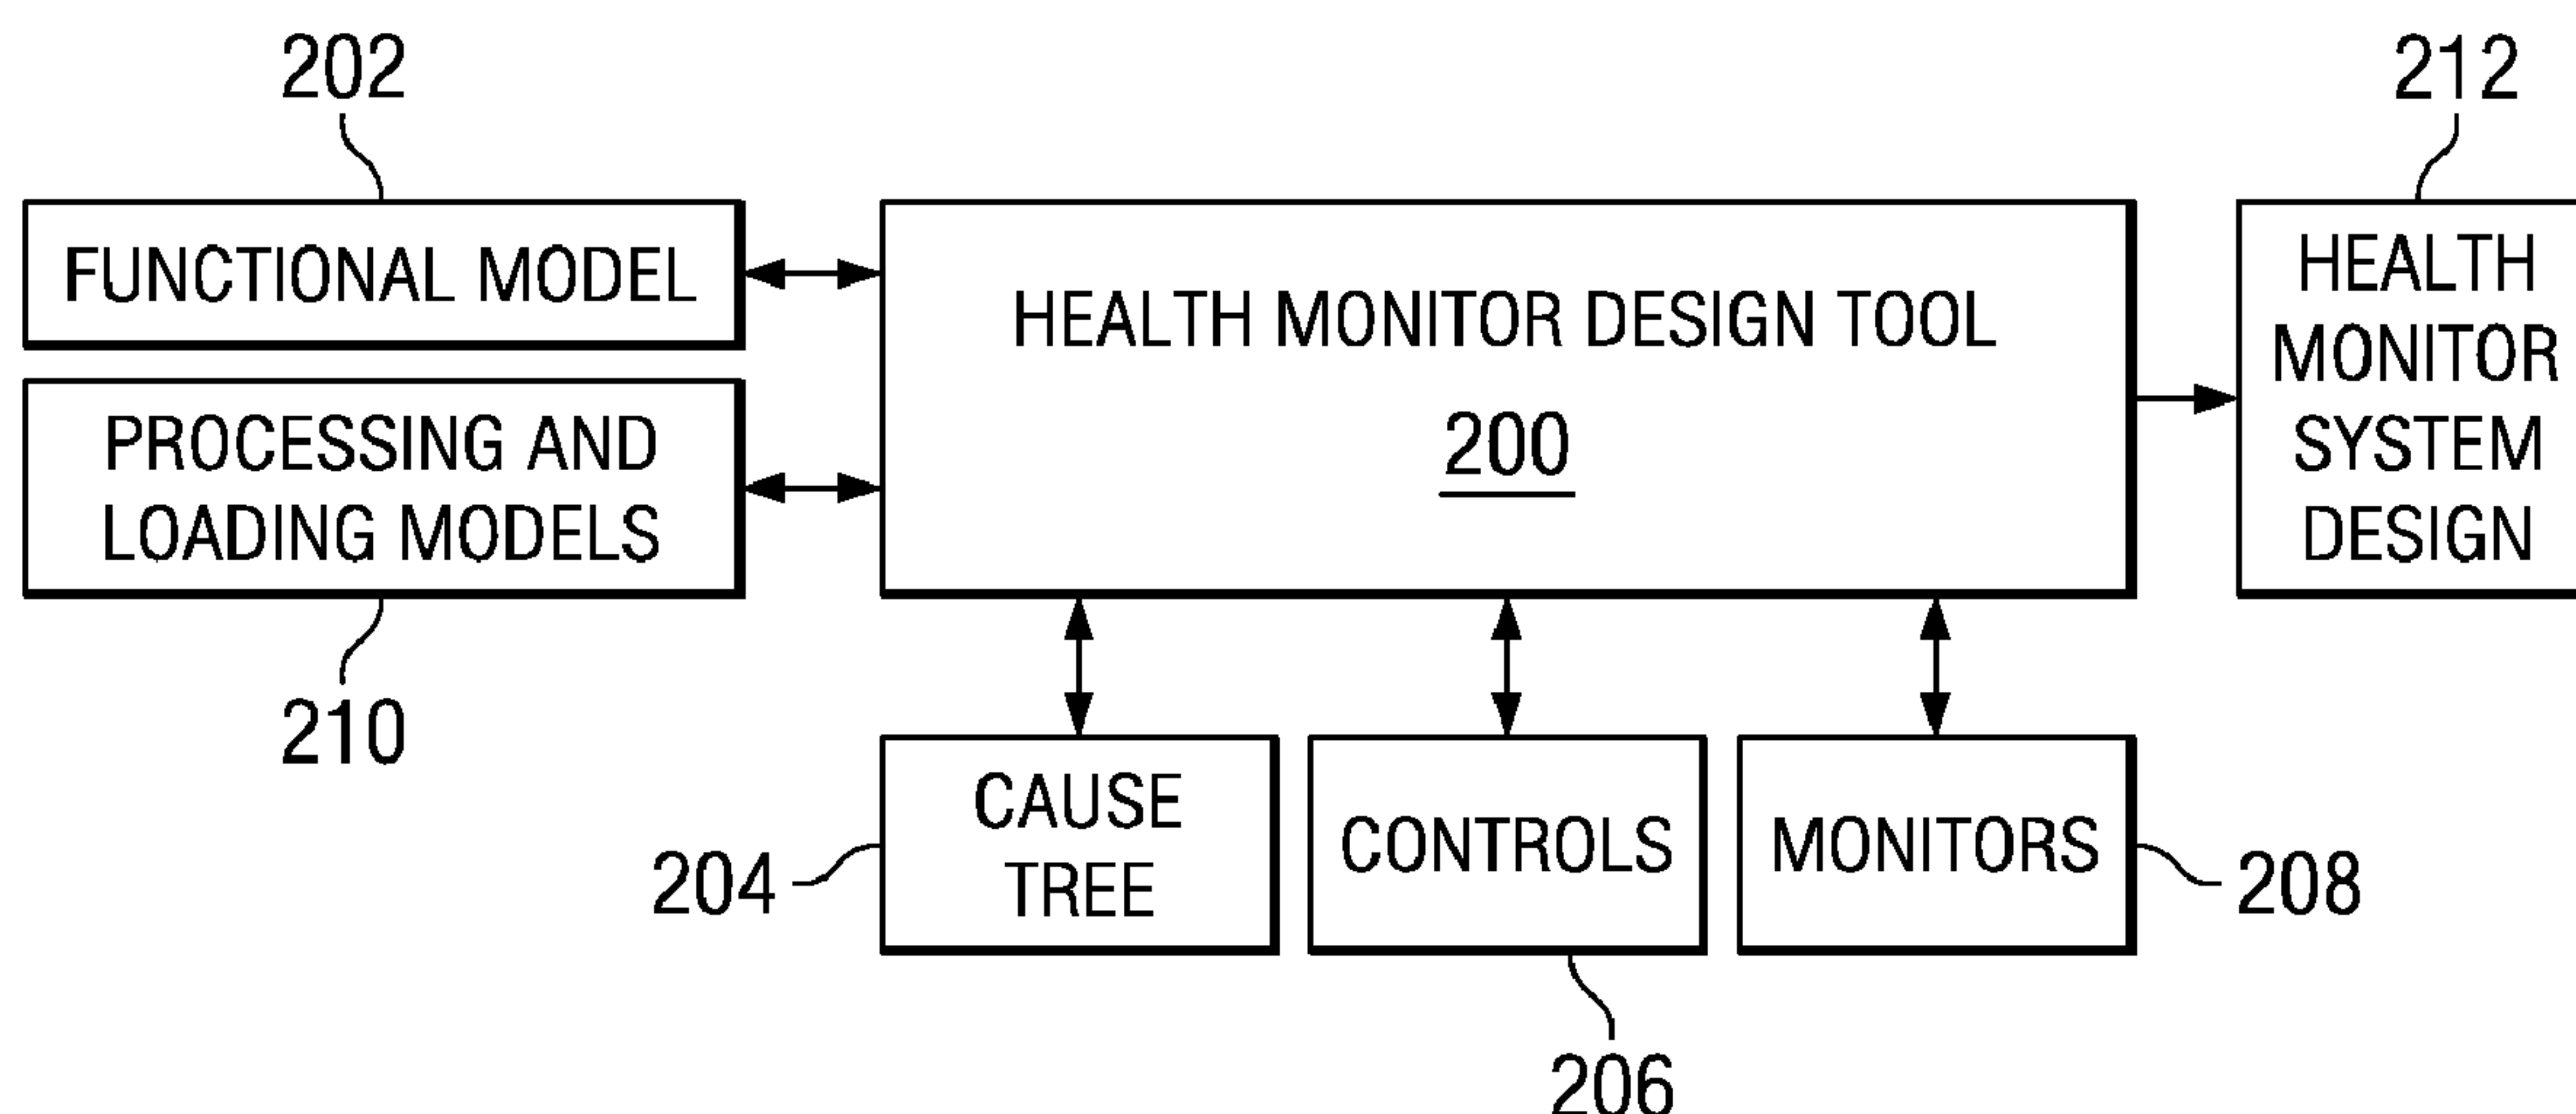 202
212
FUNCTIONAL MODEL
PROCESSING AND
LOADING MODELS
210
HEALTH MONITOR DESIGN TOOL
200
HEALTH
MONITOR
SYSTEM
DESIGN
204
CAUSE
TREE
CONTROLS
206
MONITORS
208